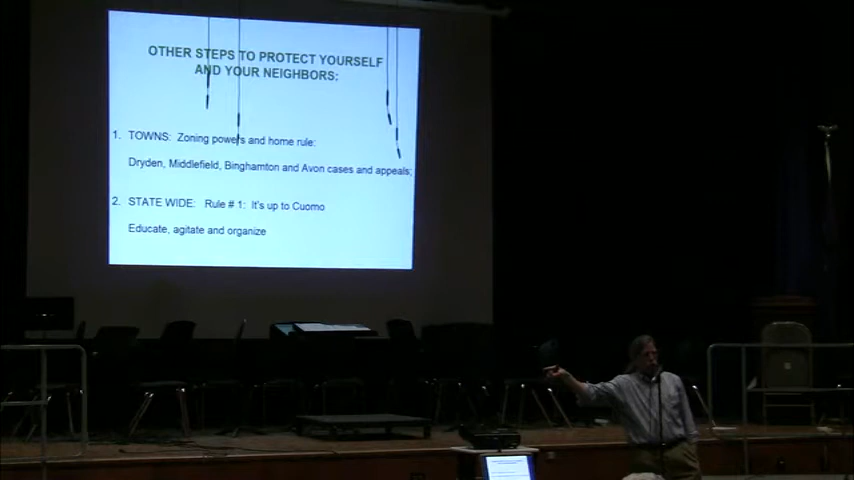 OTHER STEPS TO PROTECT YOURSELF
AND YOUR NEIGHBORS:
1. TOWNS: Zoning powers and home rule:
Dryden, Middlefield, Binghamton and Avon cases and appeals;
2. STATE WIDE: Rule # 1: It's up to Cuomo
Educate, agitate and organize